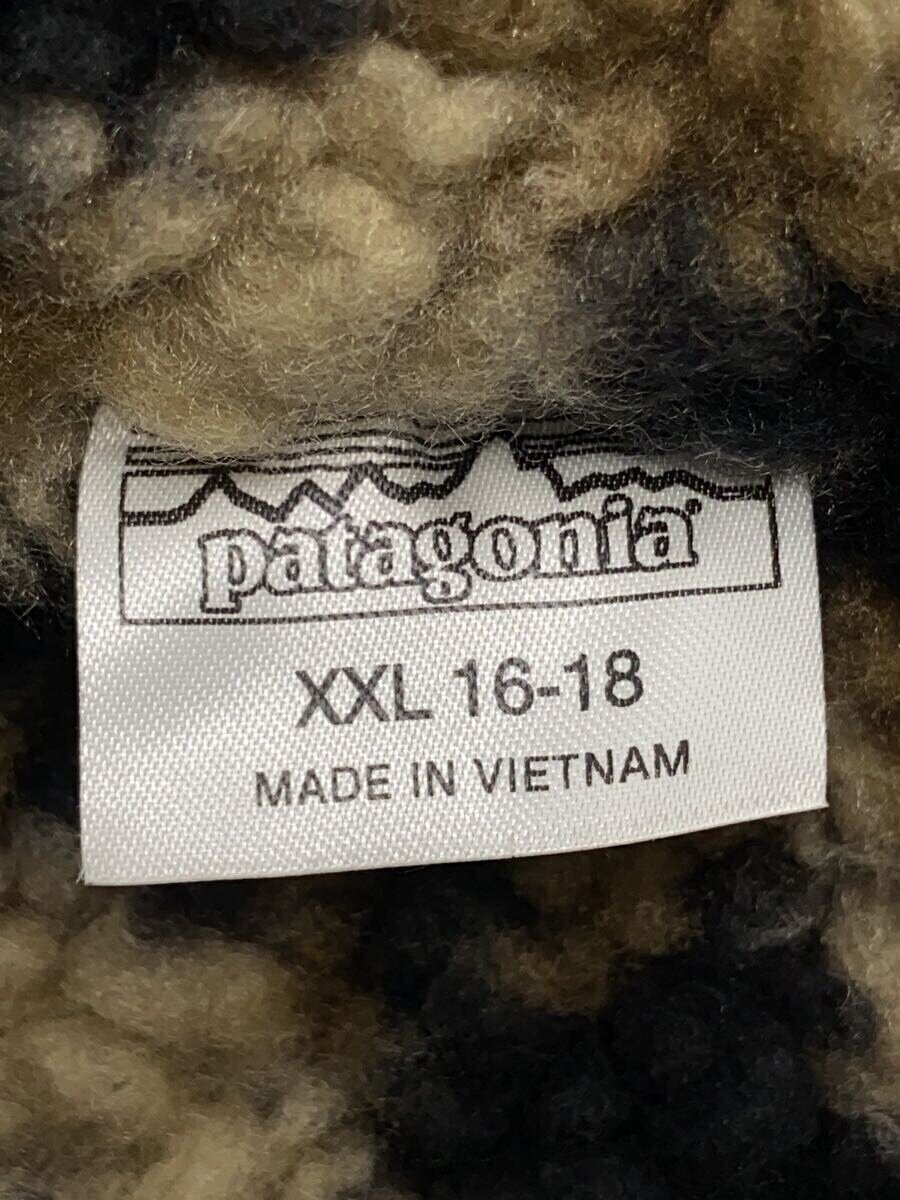 patagonia
XXL 16-18
MADE IN VIETNAM